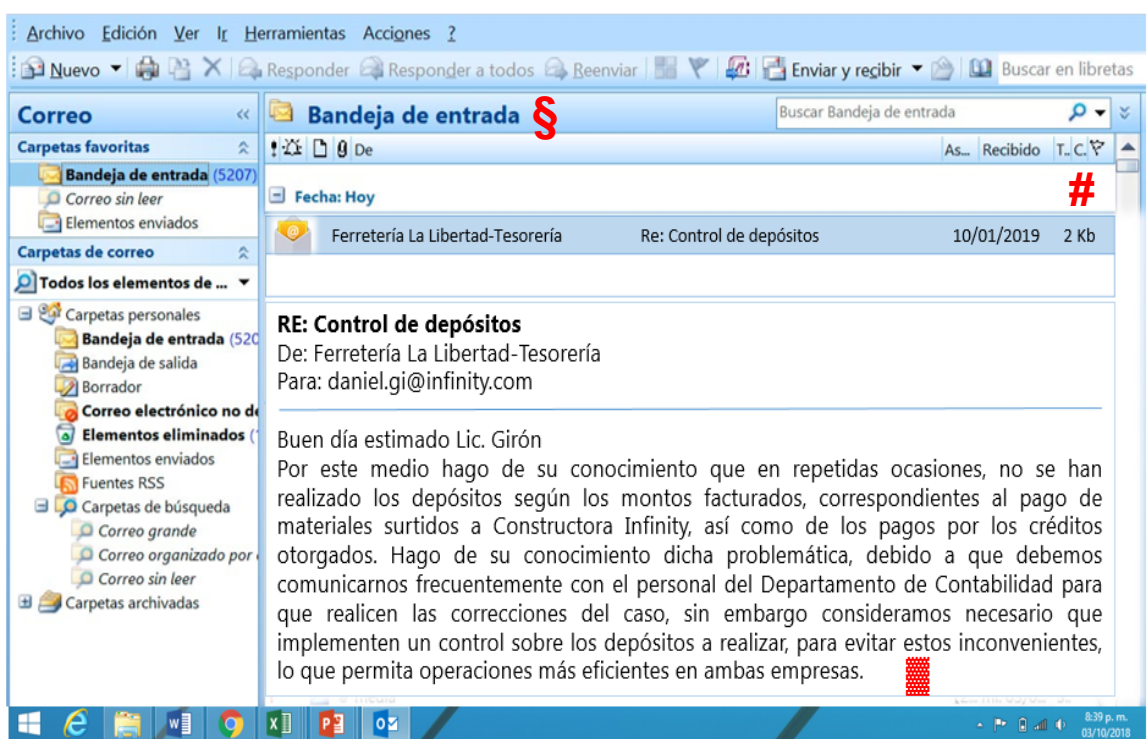 Archivo Edición Ver Ir Herramientas Acciones ?
Nuevo Responder Responder a todos Reenviar Enviar y recibir Buscar en libretas
Correo «
Bandeja de entrada §
Buscar Bandeja de entrada
Carpetas favoritas
De As... Recibido T.. C.
Bandeja de entrada (5207)
Correo sin leer
Elementos enviados
Fecha: Hoy #
Ferretería La Libertad-Tesorería Re: Control de depósitos 10/01/2019 2 Kb
Carpetas de correo
Todos los elementos de ...
Carpetas personales
Bandeja de entrada (520
Bandeja de salida
Borrador
Correo electrónico no de
Elementos eliminados (
Elementos enviados
Fuentes RSS
Carpetas de búsqueda
Correo grande
Correo organizado por
Correo sin leer
Carpetas archivadas
RE: Control de depósitos
De: Ferretería La Libertad-Tesorería
Para: daniel.gi@infinity.com
Buen día estimado Lic. Girón
Por este medio hago de su conocimiento que en repetidas ocasiones, no se han
realizado los depósitos según los montos facturados, correspondientes al pago de
materiales surtidos a Constructora Infinity, así como de los pagos por los créditos
otorgados. Hago de su conocimiento dicha problemática, debido a que debemos
comunicarnos frecuentemente con el personal del Departamento de Contabilidad para
que realicen las correcciones del caso, sin embargo consideramos necesario que
implementen un control sobre los depósitos a realizar, para evitar estos inconvenientes,
lo que permita operaciones más eficientes en ambas empresas.
8:39 p. m.
03/10/2018